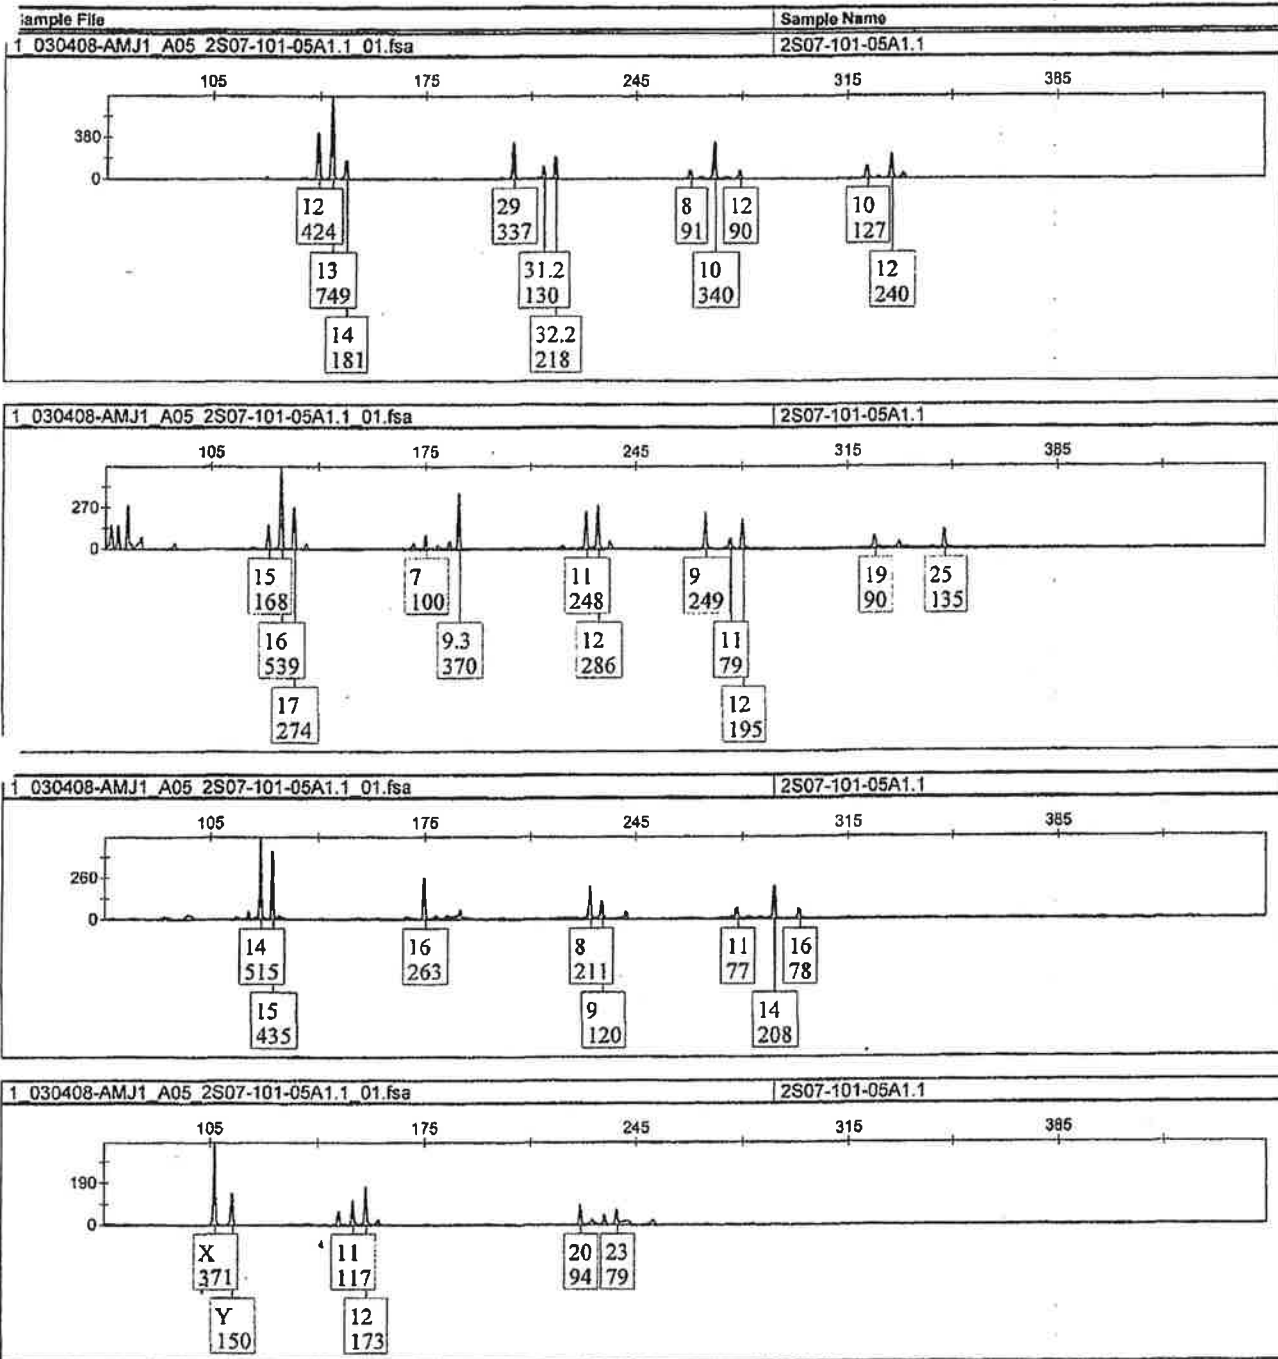 Sample File Sample Name
1_030408-AMJ1_A05_2S07-101-05A1.1_01.fsa 2S07-101-05A1.1
105 175 245 315 385
380
0
12 29 8 12 10
424 337 91 90 127
13 31.2 10 12
749 130 340 240
14 32.2
181 218
1_030408-AMJ1_A05_2S07-101-05A1.1_01.fsa 2S07-101-05A1.1
105 175 245 315 385
270
0
15 7 11 9 19 25
168 100 248 249 90 135
16 9.3 12 11
539 370 286 79
17 12
274 195
1_030408-AMJ1_A05_2S07-101-05A1.1_01.fsa 2S07-101-05A1.1
105 175 245 315 385
260
0
14 16 8 11 16
515 263 211 77 78
15 9 14
435 120 208
1_030408-AMJ1_A05_2S07-101-05A1.1_01.fsa 2S07-101-05A1.1
105 175 245 315 385
190
0
X 11 20 23
371 117 94 79
Y 12
150 173